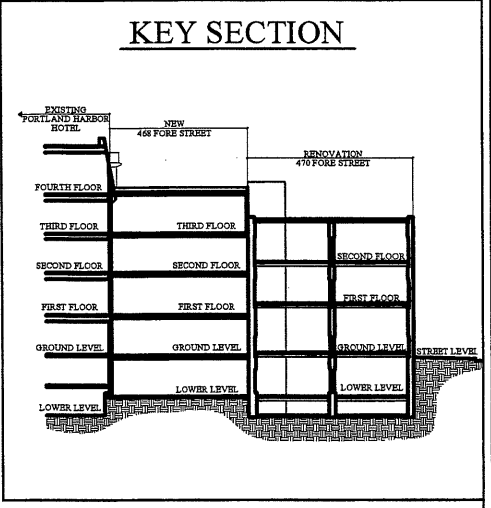 KEY SECTION
EXISTING
PORTLAND HARBOR
HOTEL
NEW
468 FORE STREET
RENOVATION
470 FORE STREET
FOURTH FLOOR
THIRD FLOOR
THIRD FLOOR
SECOND FLOOR
SECOND FLOOR
SECOND FLOOR
FIRST FLOOR
FIRST FLOOR
FIRST FLOOR
GROUND LEVEL
GROUND LEVEL
GROUND LEVEL
STREET LEVEL
LOWER LEVEL
LOWER LEVEL
LOWER LEVEL